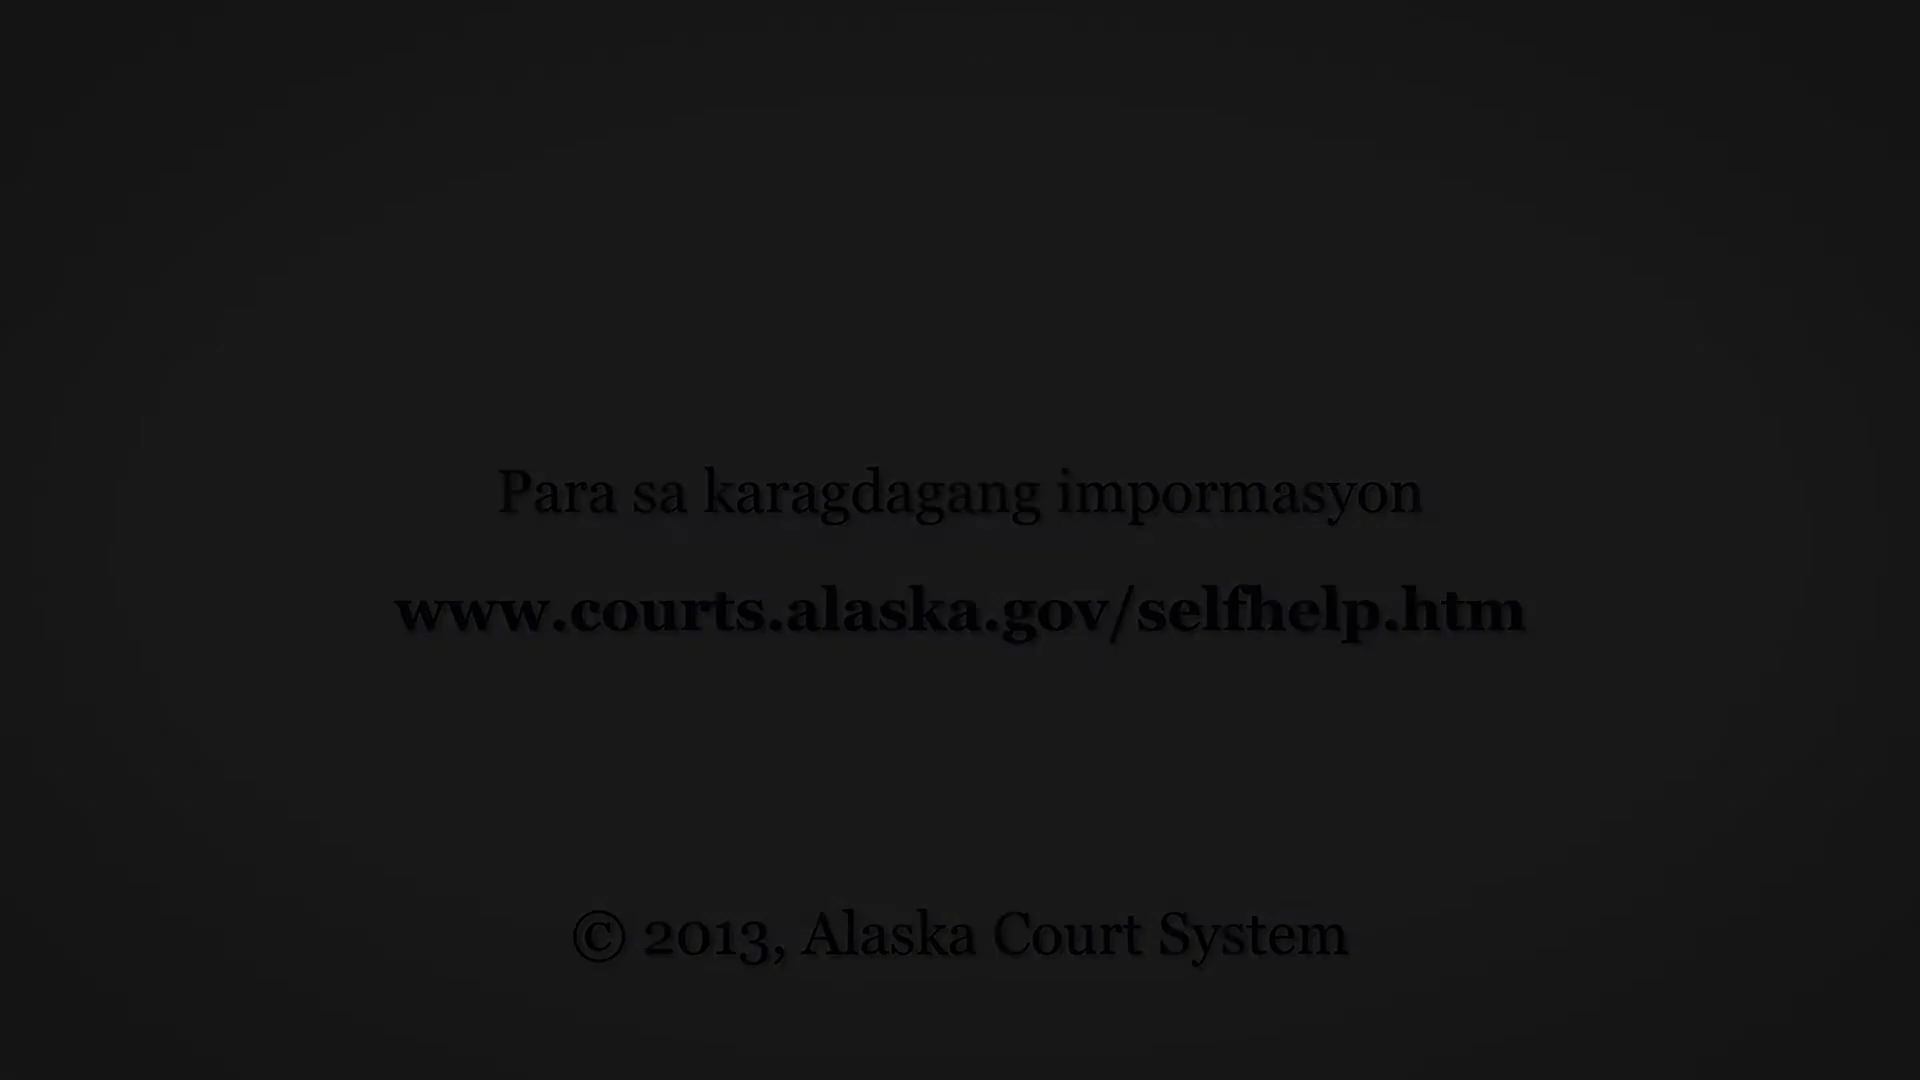 Para sa karagdagang impormasyon
www.courts.alaska.gov/selfhelp.htm
© 2013, Alaska Court System